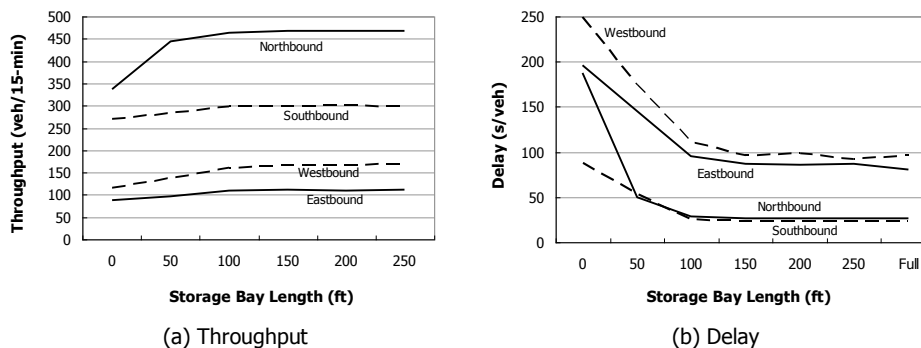 Throughput (veh/15-min)
500
450
400
350
300
250
200
150
100
50
0
Northbound
Southbound
Westbound
Eastbound
0 50 100 150 200 250
Storage Bay Length (ft)
(a) Throughput
Delay (s/veh)
250
200
150
100
50
0
Westbound
Eastbound
Northbound
Southbound
0 50 100 150 200 250 Full
Storage Bay Length (ft)
(b) Delay